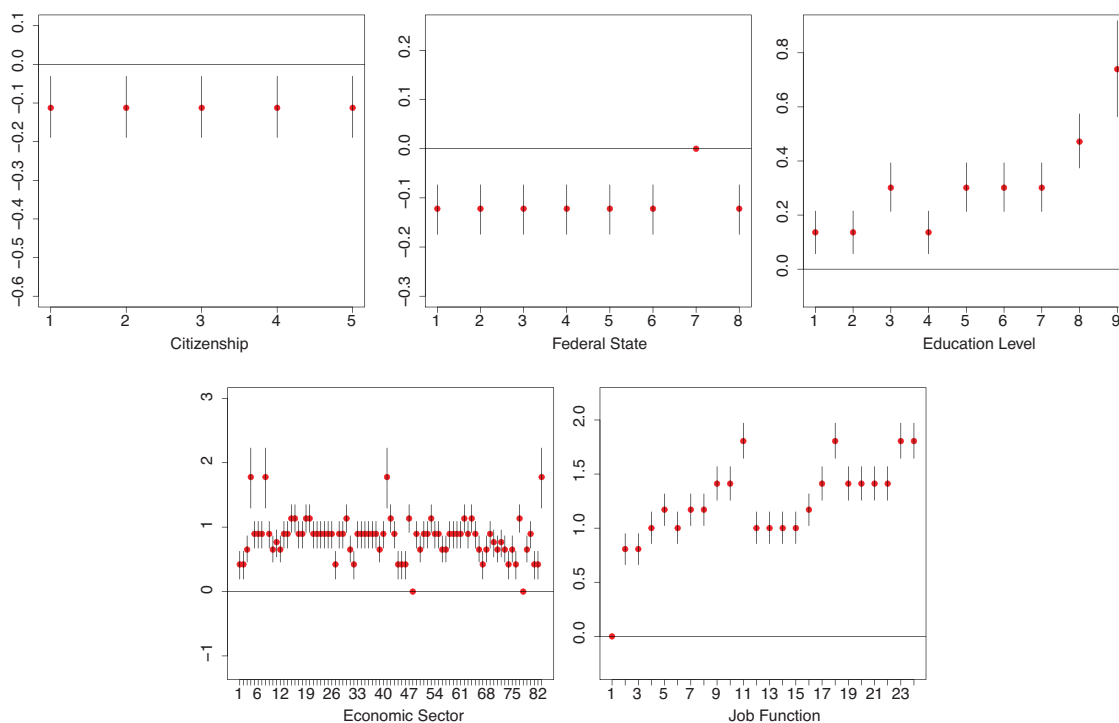 0.1
0.0
−0.1
−0.2
−0.3
−0.4
−0.5
−0.6
1 2 3 4 5
Citizenship
0.2
0.1
0.0
−0.1
−0.2
−0.3
1 2 3 4 5 6 7 8
Federal State
0.8
0.6
0.4
0.2
0.0
1 2 3 4 5 6 7 8 9
Education Level
3
2
1
0
−1
1 6 12 19 26 33 40 47 54 61 68 75 82
Economic Sector
2.0
1.5
1.0
0.5
0.0
1 3 5 7 9 11 13 15 17 19 21 23
Job Function